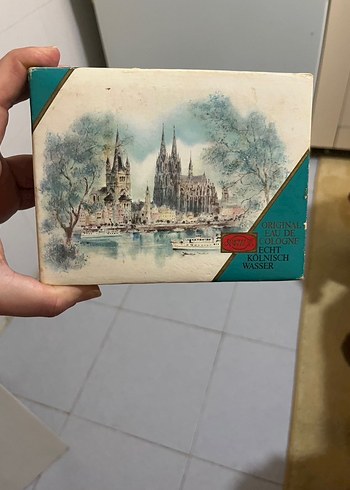 ORIGINAL
EAU DE
COLOGNE
ECHT
KÖLNISCH
WASSER